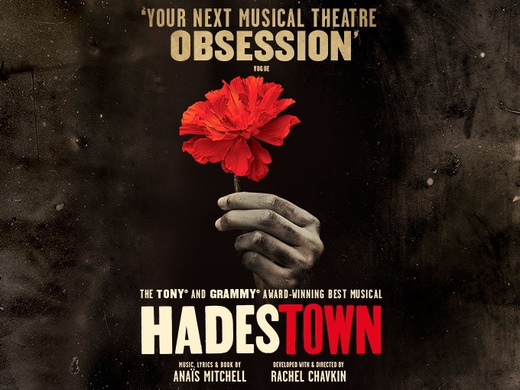 'YOUR NEXT MUSICAL THEATRE
OBSESSION'
VOGUE
THE TONY® AND GRAMMY® AWARD-WINNING BEST MUSICAL
HADESTOWN
MUSIC, LYRICS & BOOK BY
ANAÏS MITCHELL
DEVELOPED WITH & DIRECTED BY
RACHEL CHAVKIN